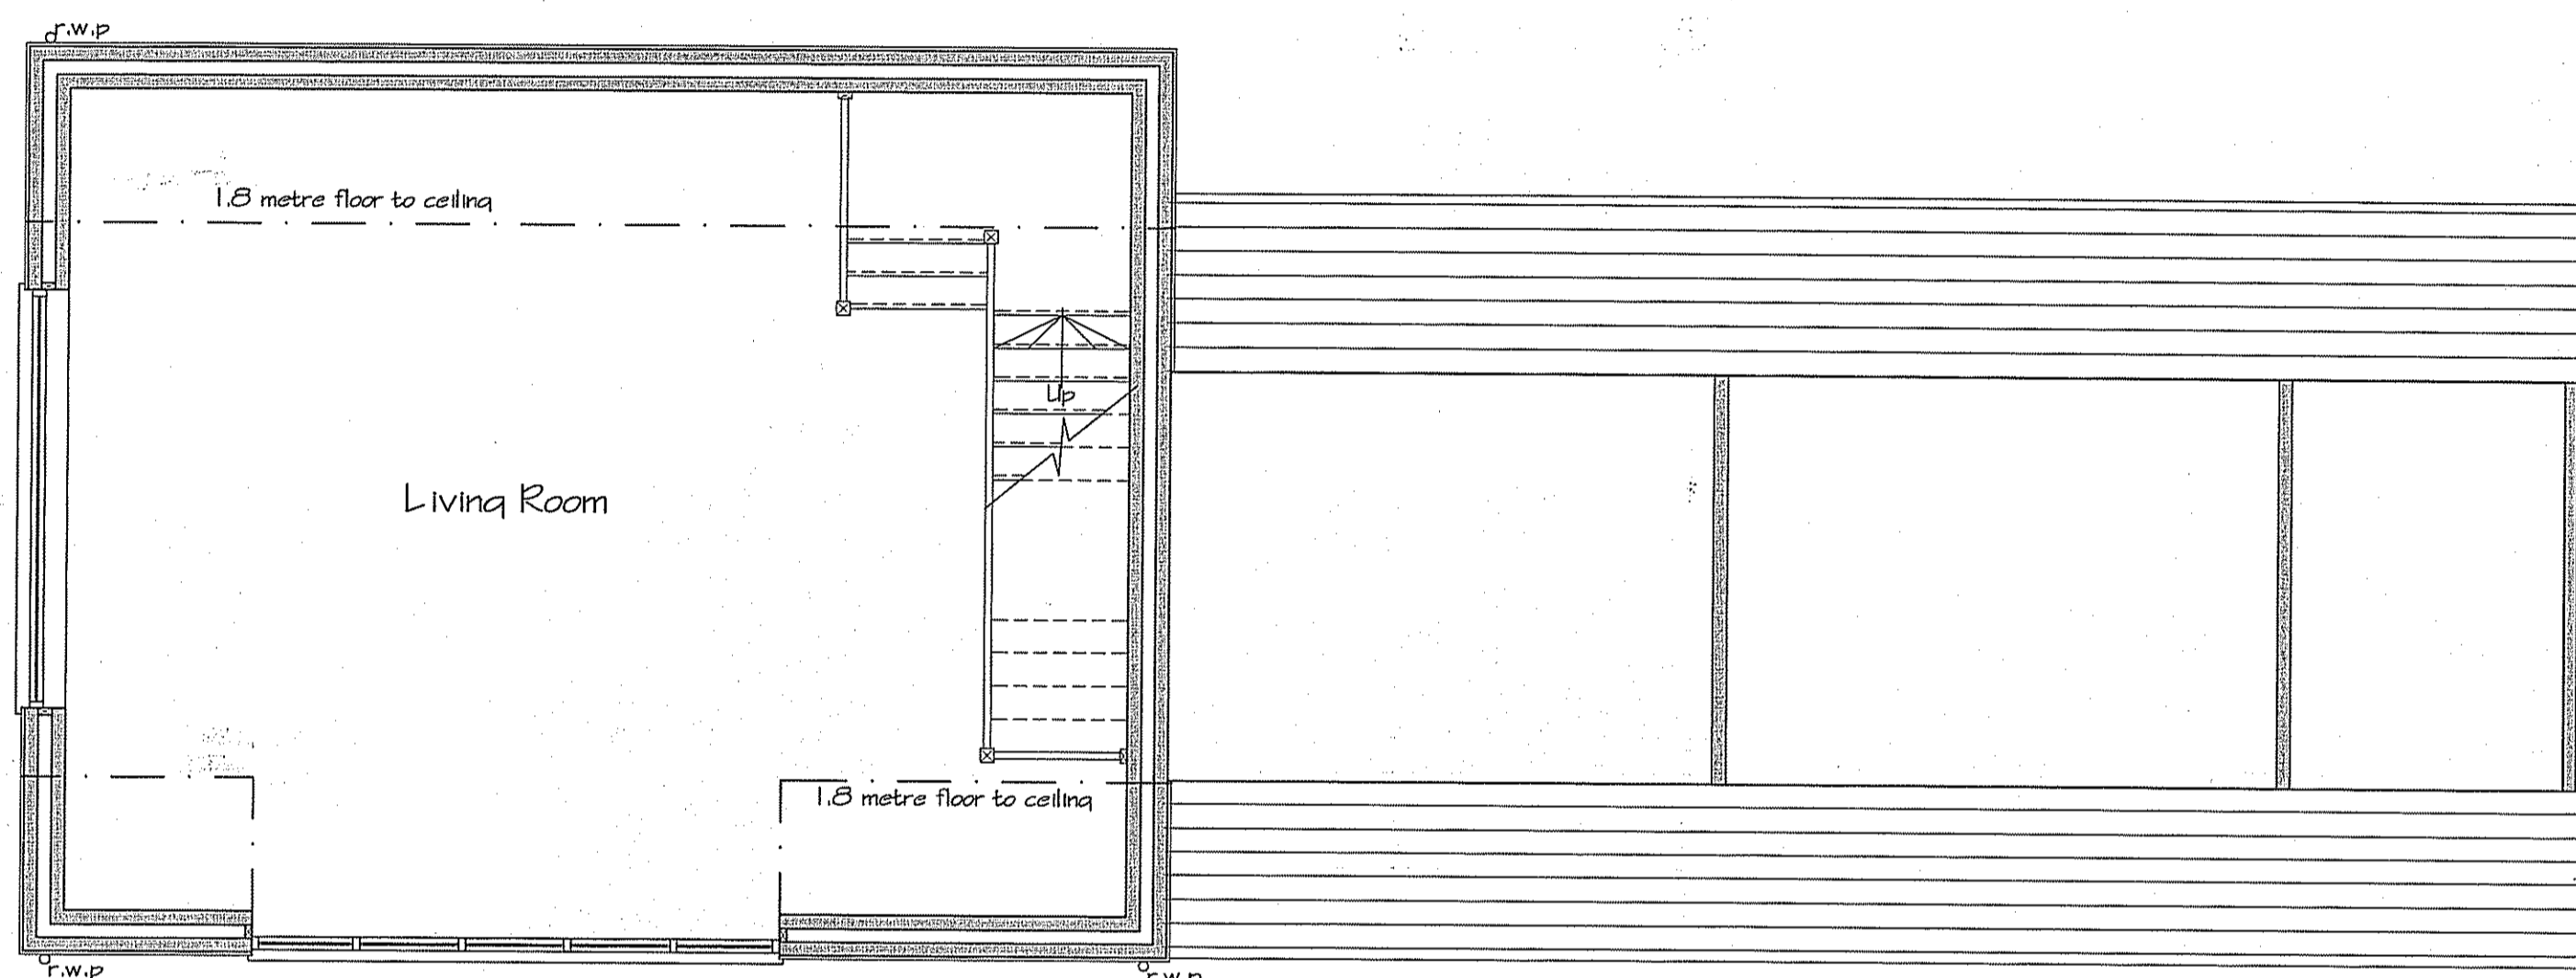 r.w.p
1.8 metre floor to ceiling
Up
Living Room
1.8 metre floor to ceiling
r.w.p
r.w.p